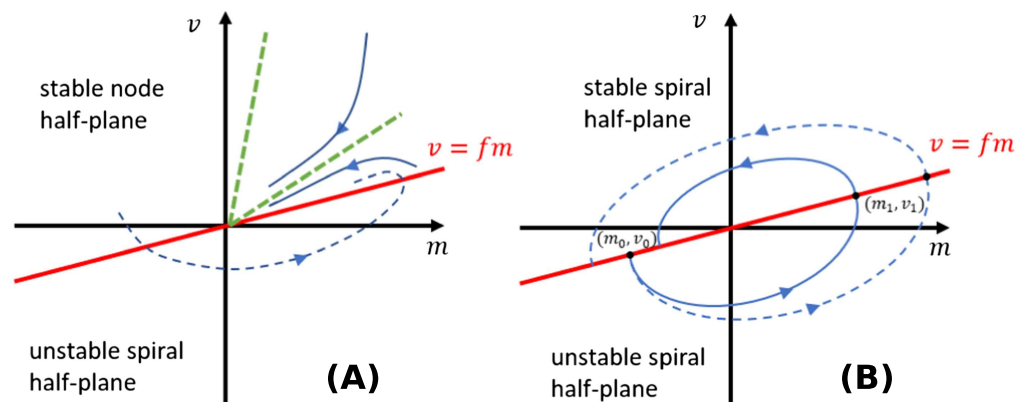 v
stable node
half-plane
v = fm
m
unstable spiral
half-plane
(A)
v
stable spiral
half-plane
v = fm
(m₁, v₁)
(m₀, v₀)
m
unstable spiral
half-plane
(B)